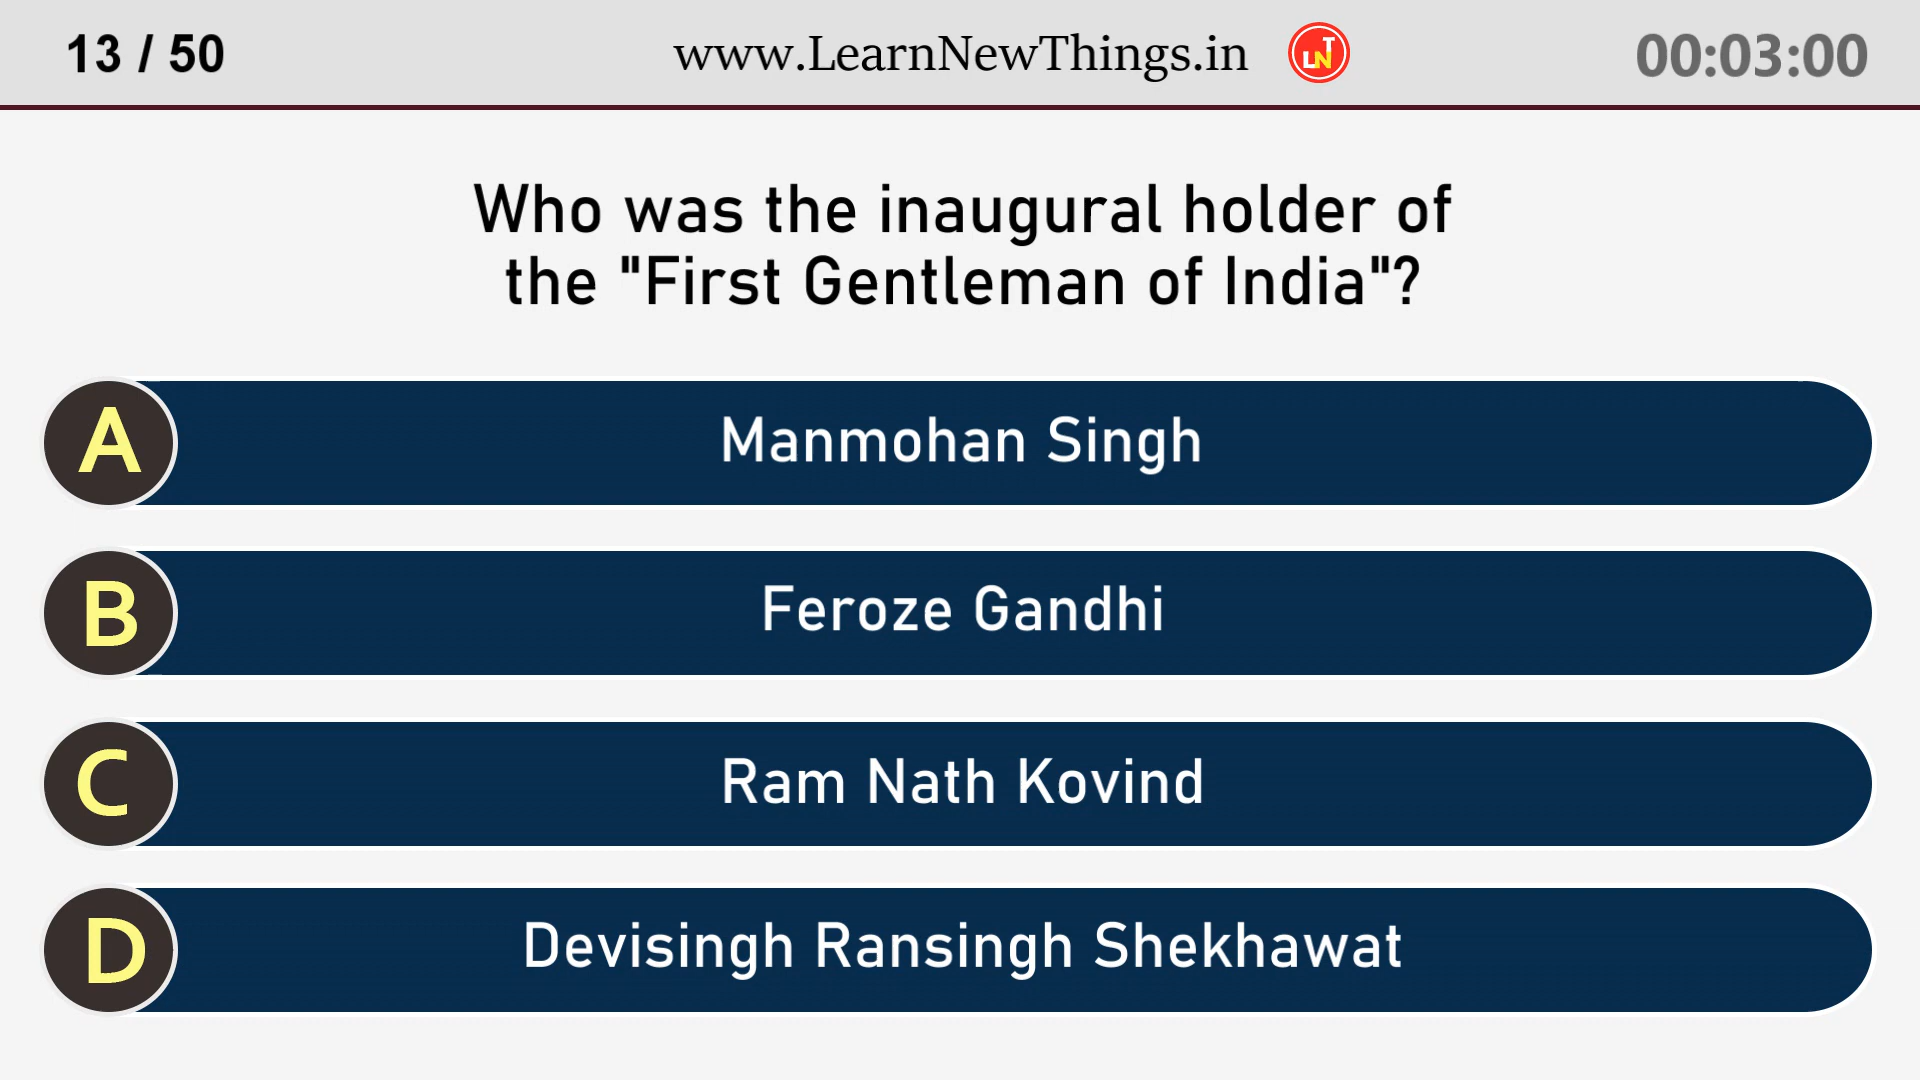 13 / 50
www.LearnNewThings.in
LNT
00:03:00
Who was the inaugural holder of
the "First Gentleman of India"?
A
Manmohan Singh
B
Feroze Gandhi
C
Ram Nath Kovind
D
Devisingh Ransingh Shekhawat